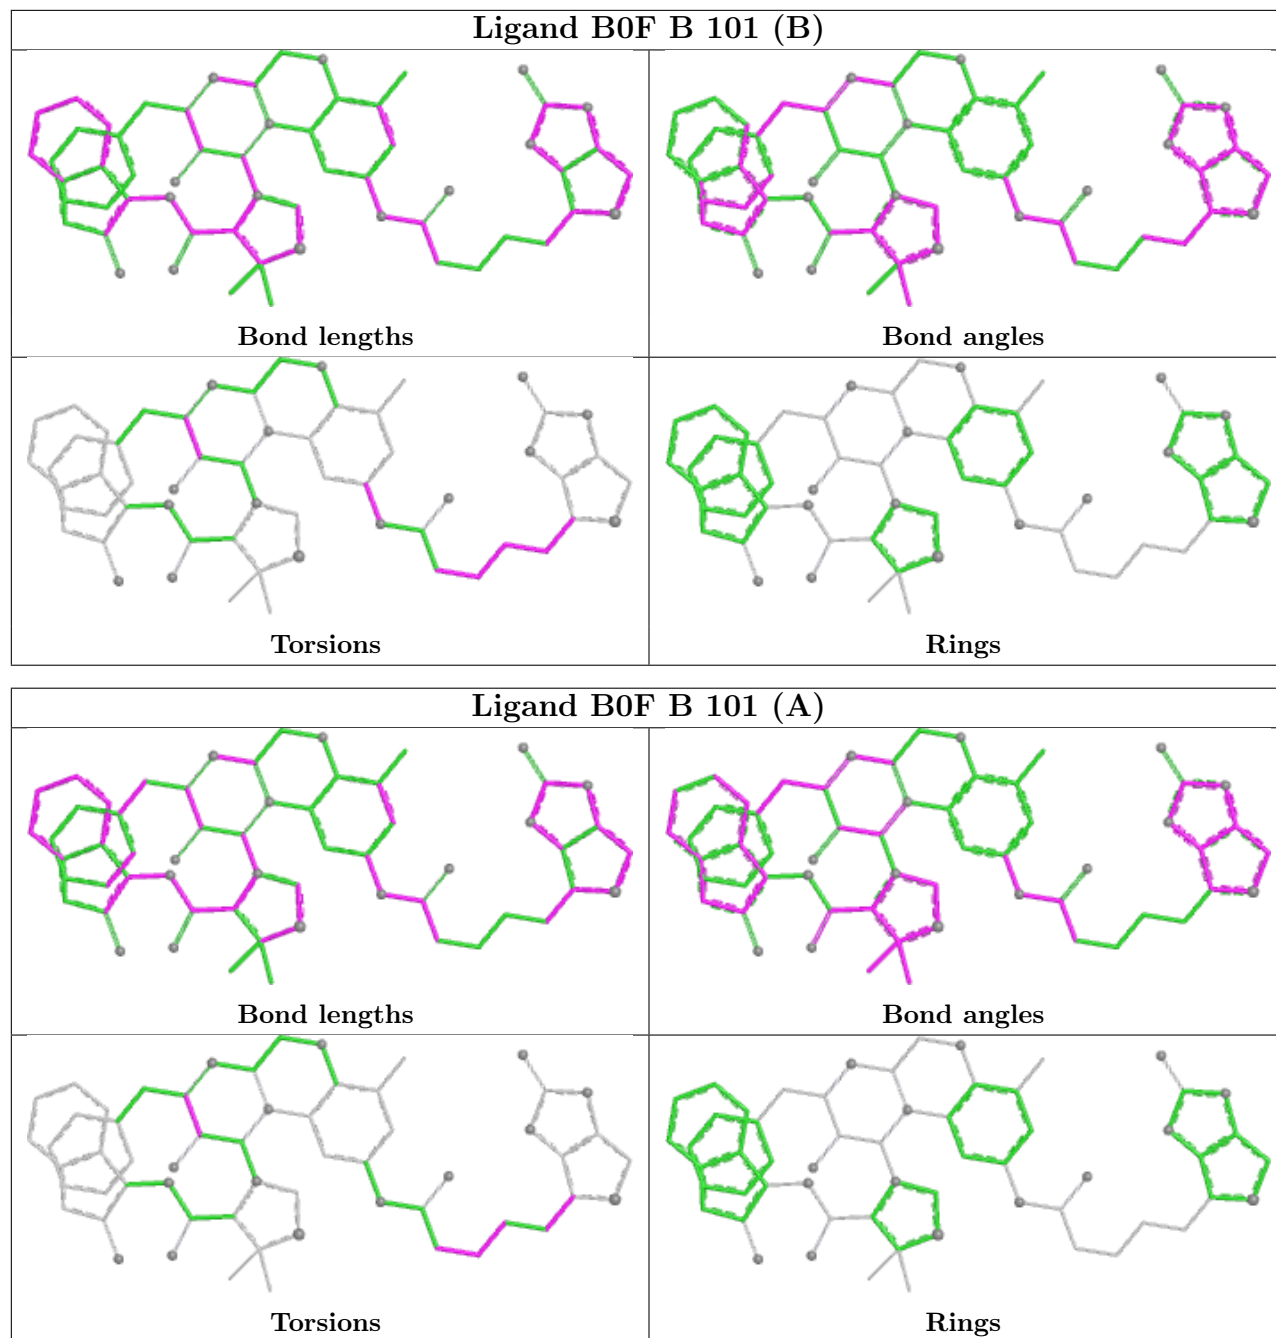 Ligand B0F B 101 (B)
Bond lengths
Bond angles
Torsions
Rings
Ligand B0F B 101 (A)
Bond lengths
Bond angles
Torsions
Rings